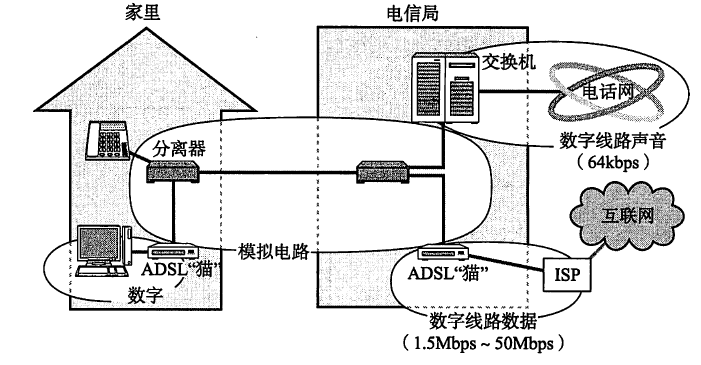 家里
电信局
交换机
电话网
分离器
数字线路声音
（64kbps）
互联网
模拟电路
ADSL“猫”
ADSL“猫”
ISP
数字
数字线路数据
（1.5Mbps ~ 50Mbps）